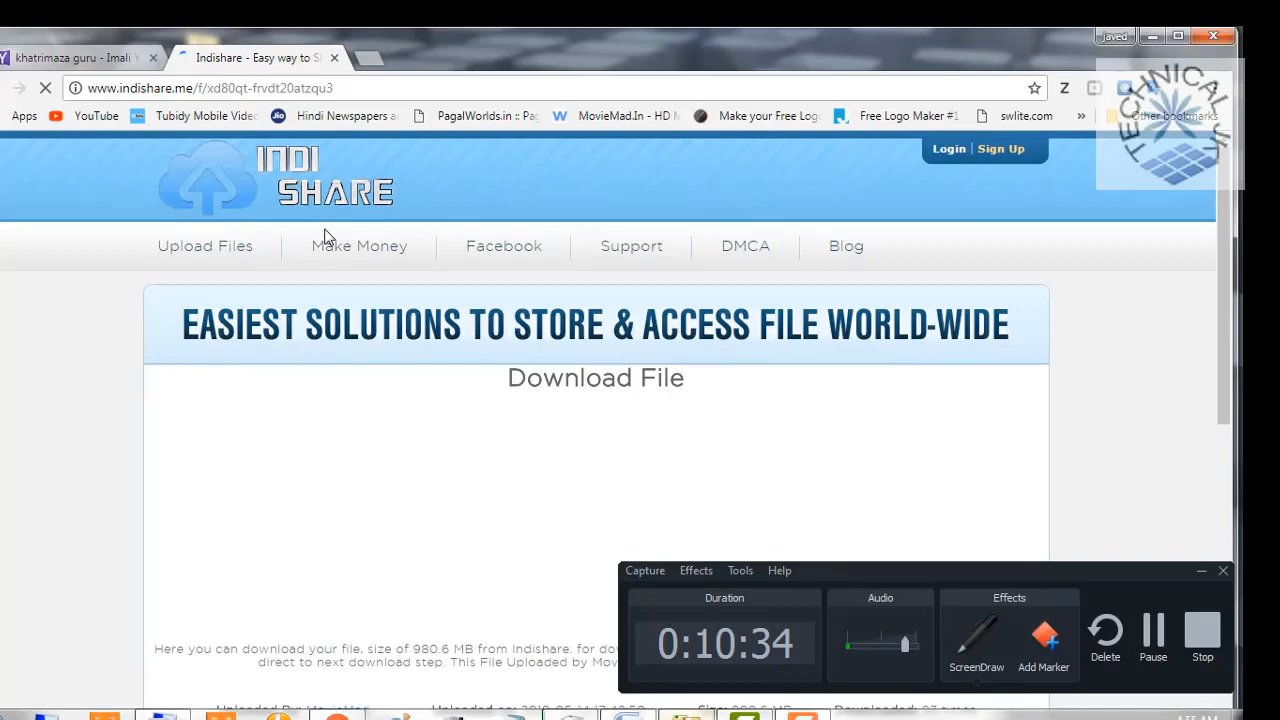 javed
khatrimaza guru - Imali Y
Indishare - Easy way to S
www.indishare.me/f/xd80qt-frvdt20atzqu3
Apps YouTube Tubidy Mobile Vide Jio Hindi Newspapers a PagalWorlds.in :: Pa MovieMad.In - HD M Make your Free Logo Free Logo Maker #1 swlite.com » Other bookmarks
TECHNICAL JK
INDI
SHARE
Login | Sign Up
Upload Files Make Money Facebook Support DMCA Blog
EASIEST SOLUTIONS TO STORE & ACCESS FILE WORLD-WIDE
Download File
Capture Effects Tools Help
Duration Audio Effects
0:10:34
ScreenDraw Add Marker Delete Pause Stop
Here you can download your file, size of 980.6 MB from Indishare. for do
direct to next download step. This File Uploaded by Mov